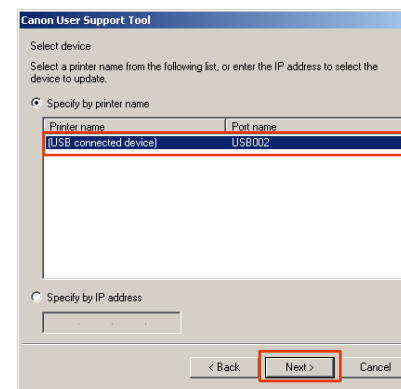 Canon User Support Tool
Select device
Select a printer name from the following list, or enter the IP address to select the
device to update.
Specify by printer name
Printer name Port name
(USB connected device) USB002
Specify by IP address
< Back Next > Cancel